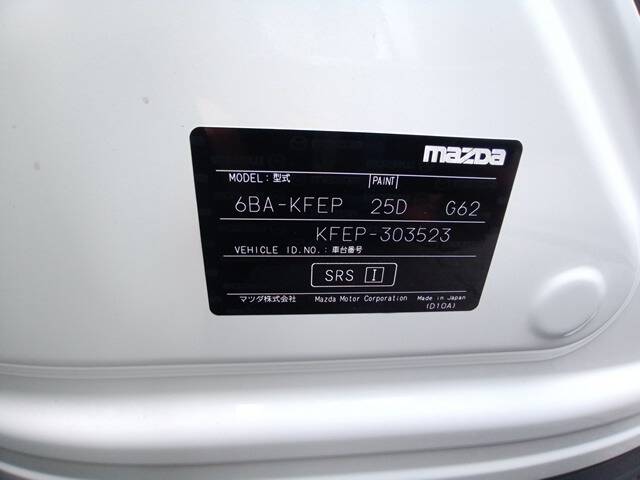 mazda
MODEL:型式 PAINT
6BA-KFEP 25D G62
KFEP-303523
VEHICLE ID.NO.:車台番号
SRS I
マツダ株式会社 Mazda Motor Corporation Made in Japan
(D10A)